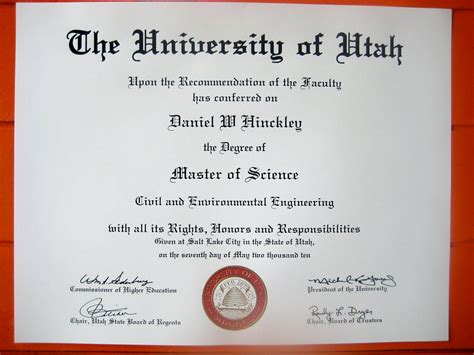 The University of Utah
Upon the Recommendation of the Faculty
has conferred on
Daniel W Hinckley
the Degree of
Master of Science
Civil and Environmental Engineering
with all its Rights, Honors and Responsibilities
Given at Salt Lake City in the State of Utah,
on the seventh day of May two thousand ten
Commissioner of Higher Education
President of the University
Chair, Utah State Board of Regents
Chair, Board of Trustees